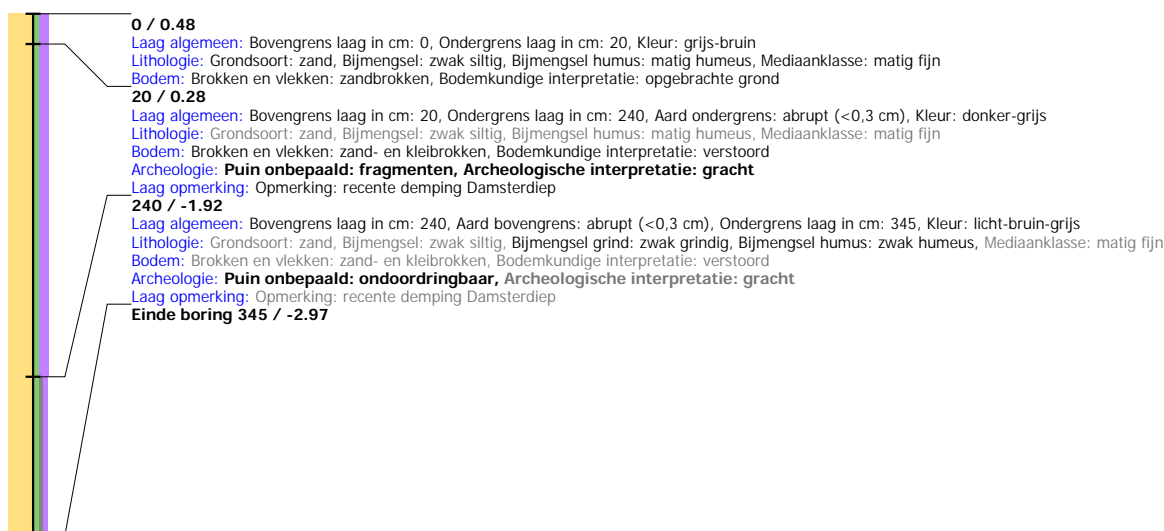 0 / 0.48
Laag algemeen: Bovengrens laag in cm: 0, Ondergrens laag in cm: 20, Kleur: grijs-bruin
Lithologie: Grondsoort: zand, Bijmengsel: zwak siltig, Bijmengsel humus: matig humeus, Mediaanklasse: matig fijn
Bodem: Brokken en vlekken: zandbrokken, Bodemkundige interpretatie: opgebrachte grond
20 / 0.28
Laag algemeen: Bovengrens laag in cm: 20, Ondergrens laag in cm: 240, Aard ondergrens: abrupt (<0,3 cm), Kleur: donker-grijs
Lithologie: Grondsoort: zand, Bijmengsel: zwak siltig, Bijmengsel humus: matig humeus, Mediaanklasse: matig fijn
Bodem: Brokken en vlekken: zand- en kleibrokken, Bodemkundige interpretatie: verstoord
Archeologie: Puin onbepaald: fragmenten, Archeologische interpretatie: gracht
Laag opmerking: Opmerking: recente demping Damsterdiep
240 / -1.92
Laag algemeen: Bovengrens laag in cm: 240, Aard bovengrens: abrupt (<0,3 cm), Ondergrens laag in cm: 345, Kleur: licht-bruin-grijs
Lithologie: Grondsoort: zand, Bijmengsel: zwak siltig, Bijmengsel grind: zwak grindig, Bijmengsel humus: zwak humeus, Mediaanklasse: matig fijn
Bodem: Brokken en vlekken: zand- en kleibrokken, Bodemkundige interpretatie: verstoord
Archeologie: Puin onbepaald: ondoordringbaar, Archeologische interpretatie: gracht
Laag opmerking: Opmerking: recente demping Damsterdiep
Einde boring 345 / -2.97